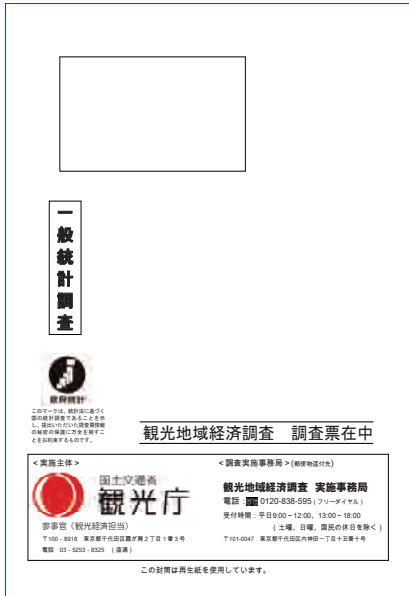 一般統計調査
政府統計
このマークは、統計法に基づく
国の統計調査であることを示
し、提出いただいた調査票情報
の秘密の保護に万全を期すこ
とをお約束するものです。
観光地域経済調査　調査票在中
＜実施主体＞
国土交通省
観光庁
参事官（観光経済担当）
〒100 - 8918　東京都千代田区霞が関２丁目１番３号
電話　03 - 5253 - 8325　( 直通 )
＜調査実施事務局＞(郵便物送付先)
観光地域経済調査　実施事務局
電話：0120-838-595 ( フリーダイヤル )
受付時間：平日9:00－12:00、13:00－18:00
( 土曜、日曜、国民の休日を除く )
〒101-0047　東京都千代田区内神田一丁目十五番十号
この封筒は再生紙を使用しています。